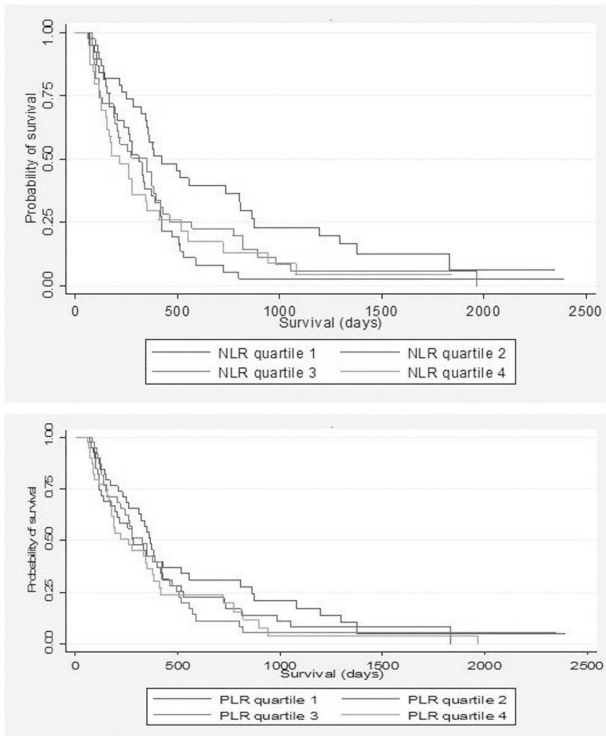 Probability of survival
1.00
0.75
0.50
0.25
0.00
0 500 1000 1500 2000 2500
Survival (days)
NLR quartile 1 NLR quartile 2
NLR quartile 3 NLR quartile 4
Probability of survival
1.00
0.75
0.50
0.25
0.00
0 500 1000 1500 2000 2500
Survival (days)
PLR quartile 1 PLR quartile 2
PLR quartile 3 PLR quartile 4